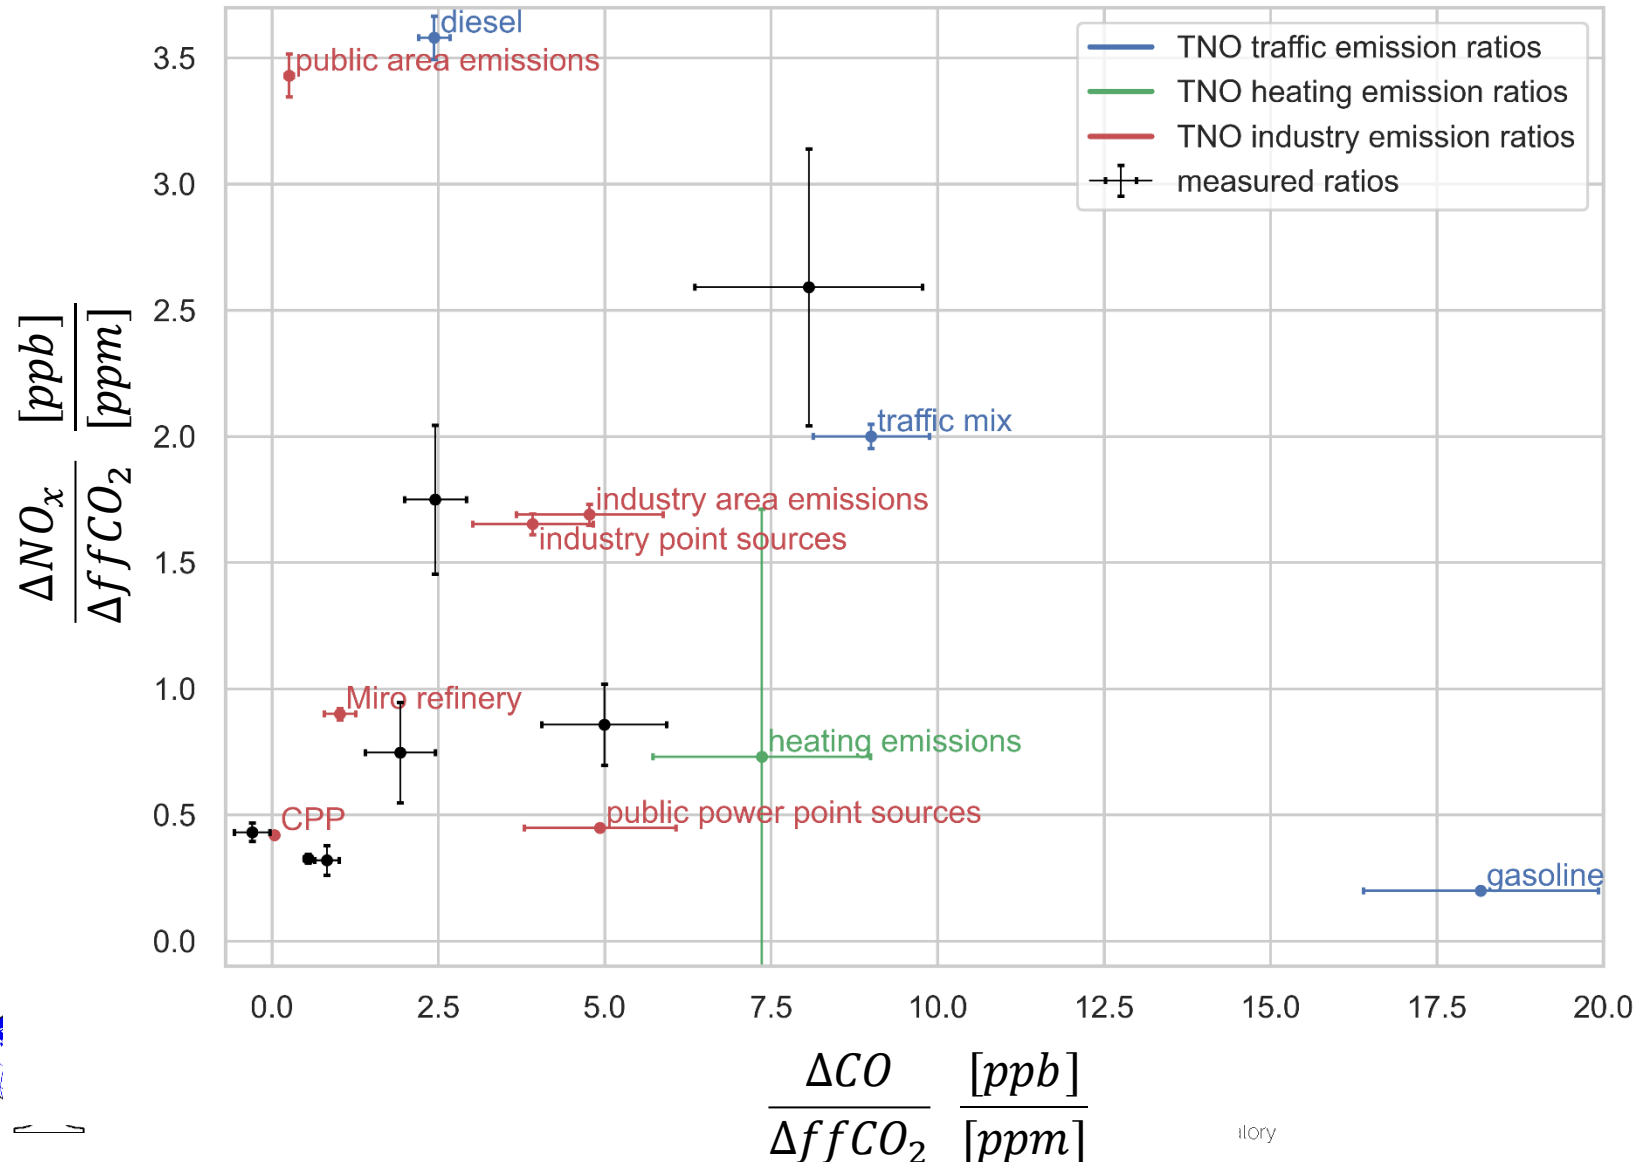 diesel
public area emissions
TNO traffic emission ratios
TNO heating emission ratios
TNO industry emission ratios
measured ratios
traffic mix
industry area emissions
industry point sources
Miro refinery
heating emissions
CPP
public power point sources
gasoline
3.5
3.0
2.5
2.0
1.5
1.0
0.5
0.0
ΔNOₓ [ppb]
ΔffCO₂ [ppm]
0.0 2.5 5.0 7.5 10.0 12.5 15.0 17.5 20.0
ΔCO [ppb]
ΔffCO₂ [ppm]